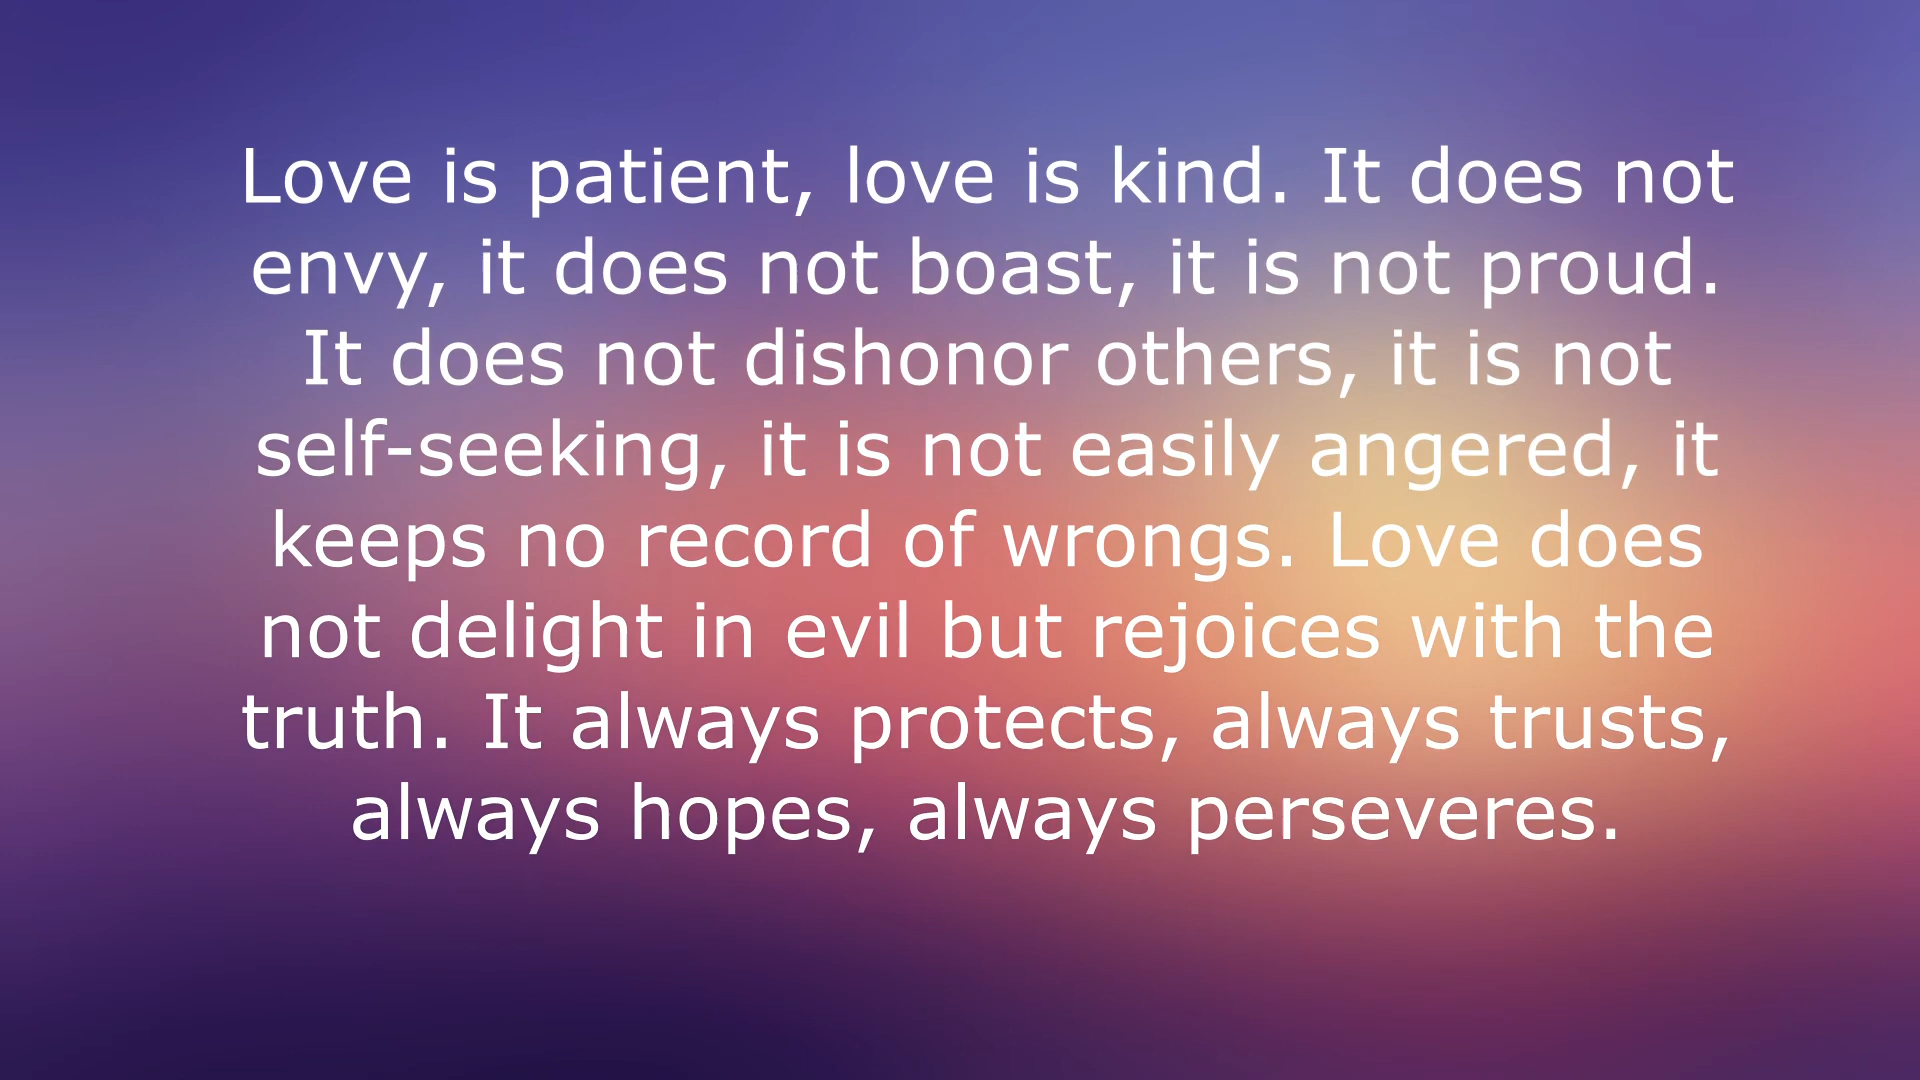 Love is patient, love is kind. It does not
envy, it does not boast, it is not proud.
It does not dishonor others, it is not
self-seeking, it is not easily angered, it
keeps no record of wrongs. Love does
not delight in evil but rejoices with the
truth. It always protects, always trusts,
always hopes, always perseveres.